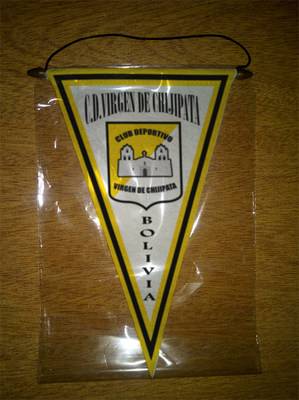 C.D.VIRGEN DE CHIJIPATA
CLUB DEPORTIVO
VIRGEN DE CHIJIPATA
BOLIVIA